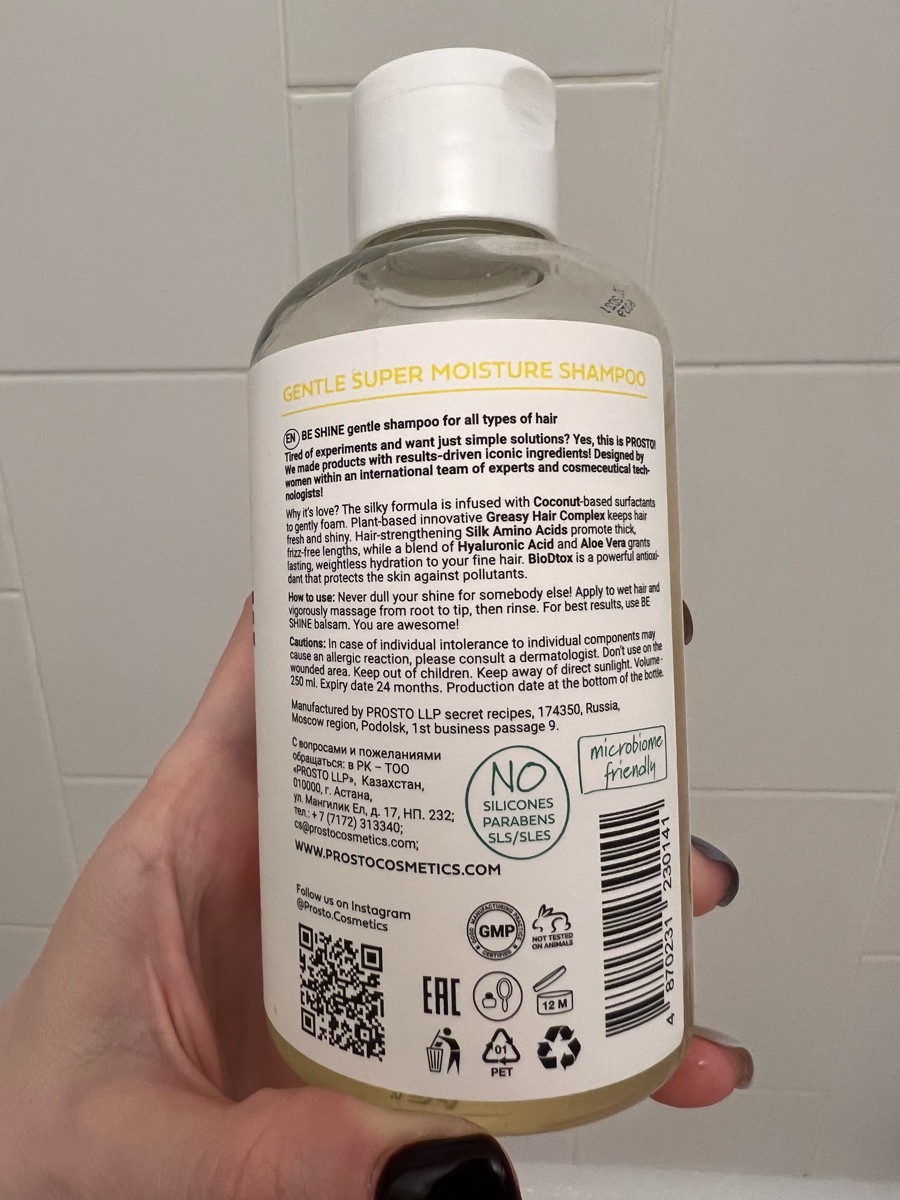 GENTLE SUPER MOISTURE SHAMPOO
EN BE SHINE gentle shampoo for all types of hair
Tired of experiments and want just simple solutions? Yes, this is PROSTO!
We made products with results-driven iconic ingredients! Designed by
women within an international team of experts and cosmeceutical tech-
nologists!
Why it's love? The silky formula is infused with Coconut-based surfactants
to gently foam. Plant-based innovative Greasy Hair Complex keeps hair
fresh and shiny. Hair-strengthening Silk Amino Acids promote thick,
frizz-free lengths, while a blend of Hyaluronic Acid and Aloe Vera grants
lasting, weightless hydration to your fine hair. BioDtox is a powerful antioxi-
dant that protects the skin against pollutants.
How to use: Never dull your shine for somebody else! Apply to wet hair and
vigorously massage from root to tip, then rinse. For best results, use BE
SHINE balsam. You are awesome!
Cautions: In case of individual intolerance to individual components may
cause an allergic reaction, please consult a dermatologist. Don't use on the
wounded area. Keep out of children. Keep away of direct sunlight. Volume-
250 ml. Expiry date 24 months. Production date at the bottom of the bottle.
Manufactured by PROSTO LLP secret recipes, 174350, Russia,
Moscow region, Podolsk, 1st business passage 9.
С вопросами и пожеланиями
обращаться: в РК – ТОО
«PROSTO LLP», Казахстан,
010000, г. Астана,
ул. Мангилик Ел, д. 17, НП. 232;
тел.: + 7 (7172) 313340;
cs@prostocosmetics.com;
WWW.PROSTOCOSMETICS.COM
NO
SILICONES
PARABENS
SLS/SLES
microbiome
friendly
Follow us on Instagram
@Prosto.Cosmetics
GOOD MANUFACTURING PRACTICE
GMP
CERTIFIED
NOT TESTED
ON ANIMALS
EAC
12 M
01
PET
4 870231 230141